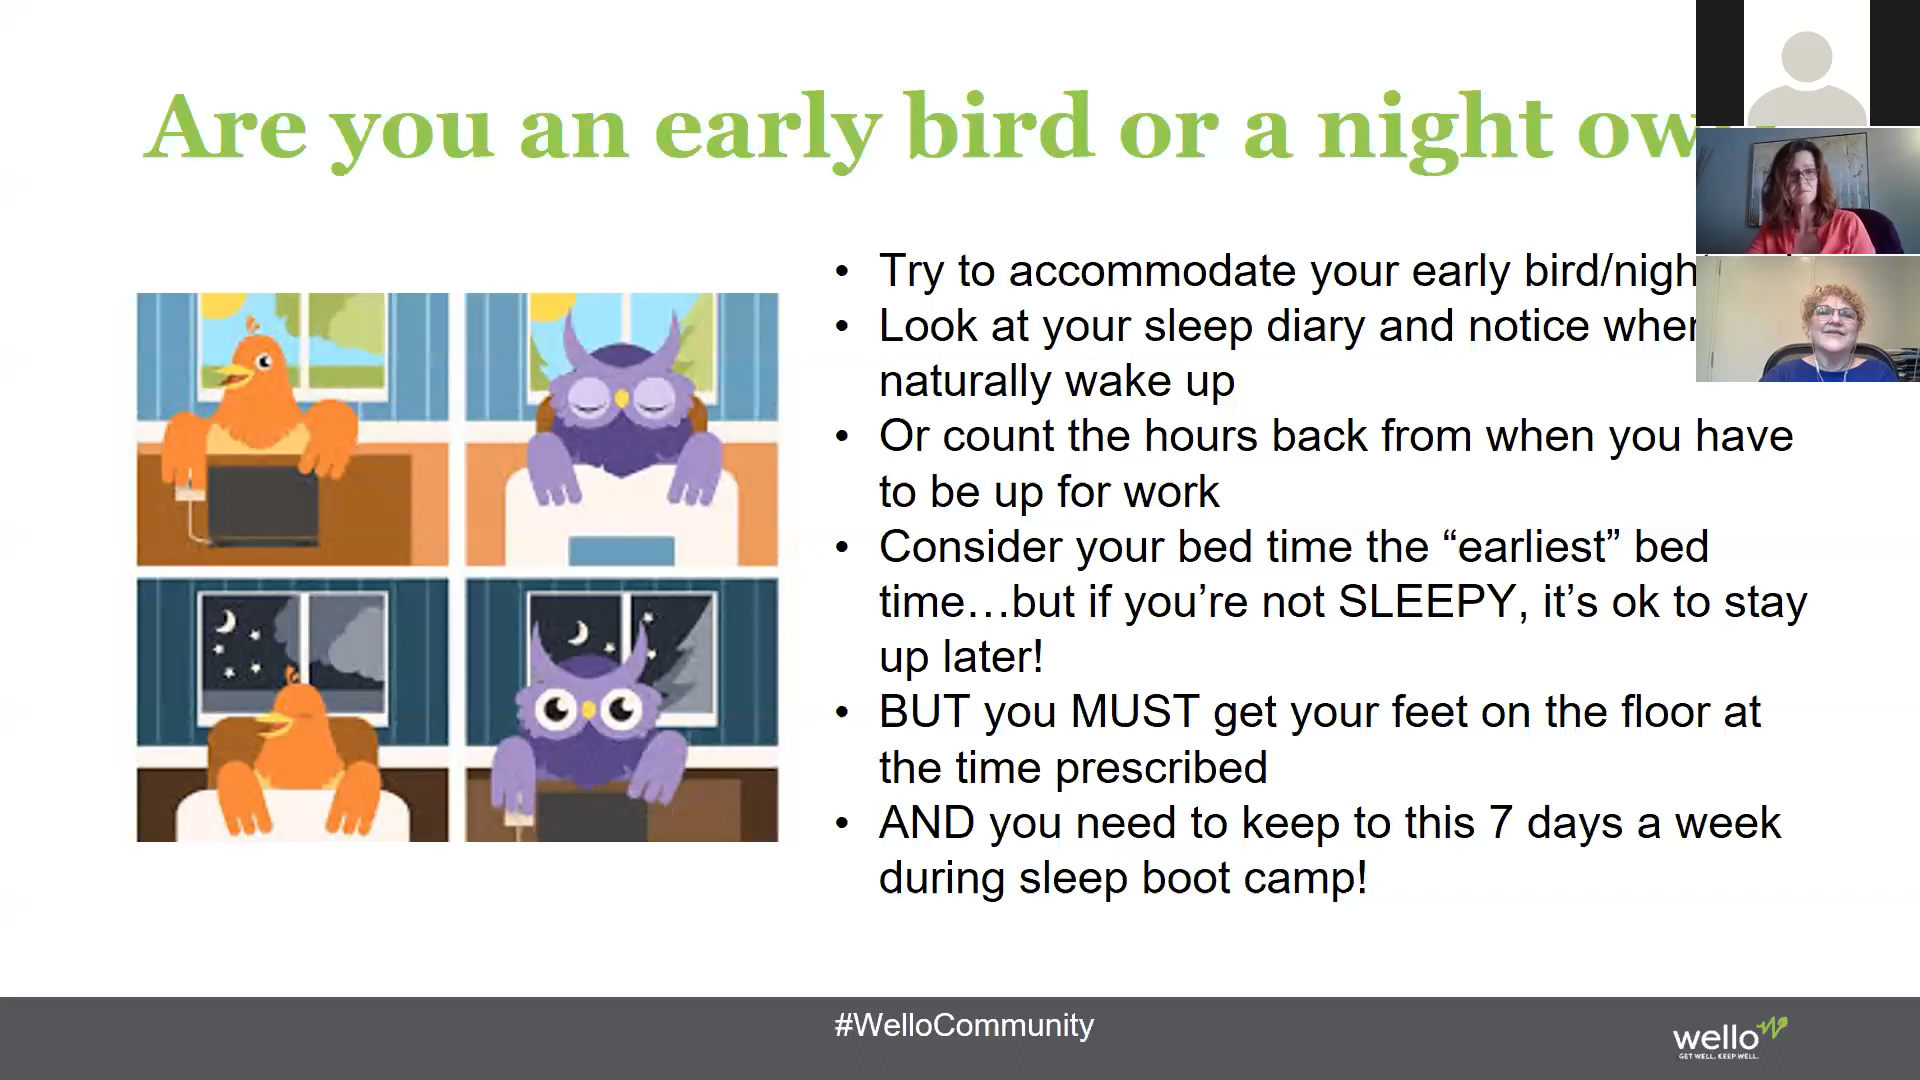 Are you an early bird or a night
• Try to accommodate your early
• Look at your sleep diary and notice
naturally wake up
• Or count the hours back from when you have
to be up for work
• Consider your bed time the “earliest” bed
time…but if you’re not SLEEPY, it’s ok to stay
up later!
• BUT you MUST get your feet on the floor at
the time prescribed
• AND you need to keep to this 7 days a week
during sleep boot camp!
#WelloCommunity
wello
GET WELL. KEEP WELL.